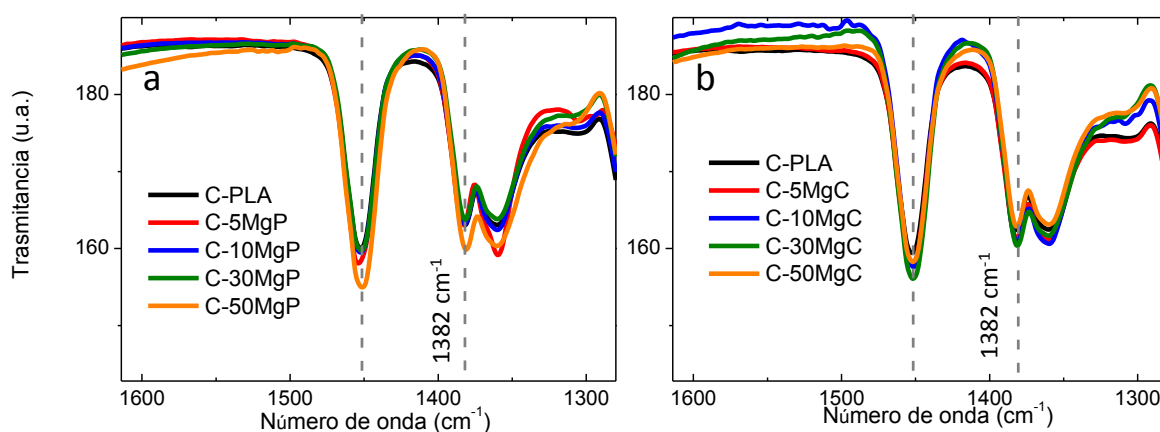 Trasmitancia (u.a.)
180
160
a
C-PLA
C-5MgP
C-10MgP
C-30MgP
C-50MgP
1382 cm⁻¹
1600
1500
1400
1300
Número de onda (cm⁻¹)
180
160
b
C-PLA
C-5MgC
C-10MgC
C-30MgC
C-50MgC
1382 cm⁻¹
1600
1500
1400
1300
Número de onda (cm⁻¹)